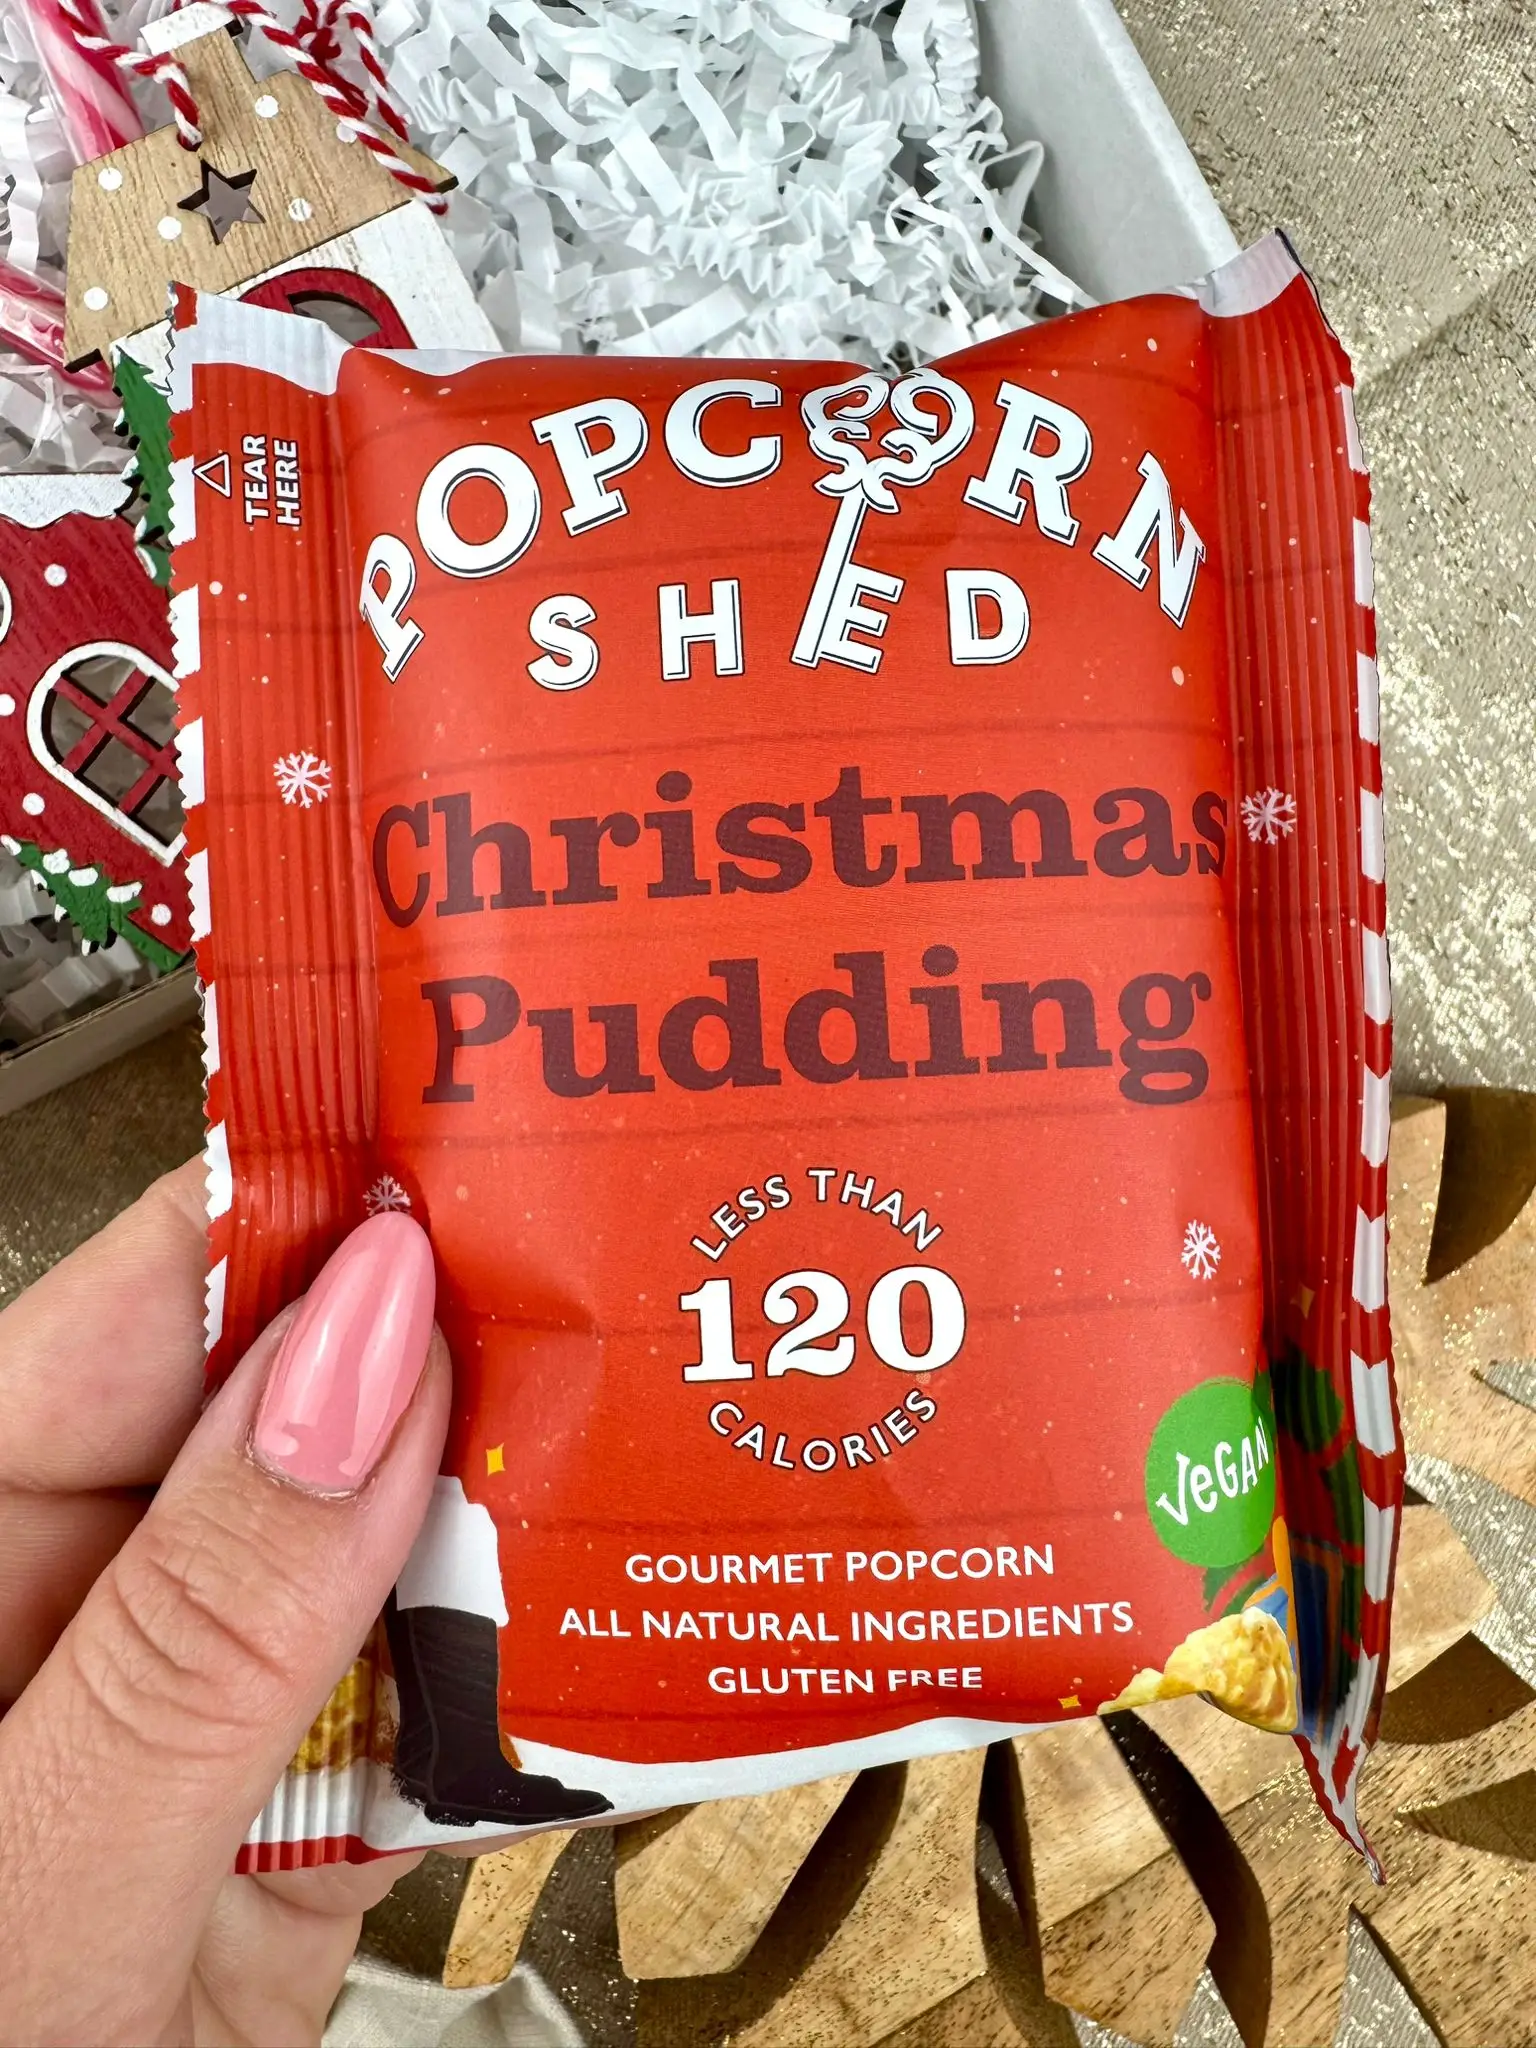 POPCORN
SHED
TEAR
HERE
Christmas
Pudding
LESS THAN
120
CALORIES
VeGAN
GOURMET POPCORN
ALL NATURAL INGREDIENTS
GLUTEN FREE